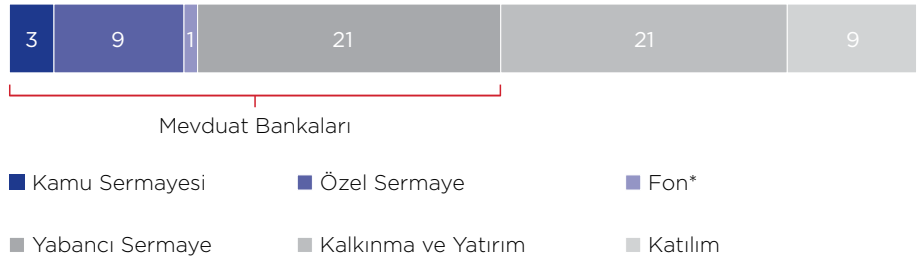 3 9 1 21 21 9
Mevduat Bankaları
Kamu Sermayesi Özel Sermaye Fon*
Yabancı Sermaye Kalkınma ve Yatırım Katılım